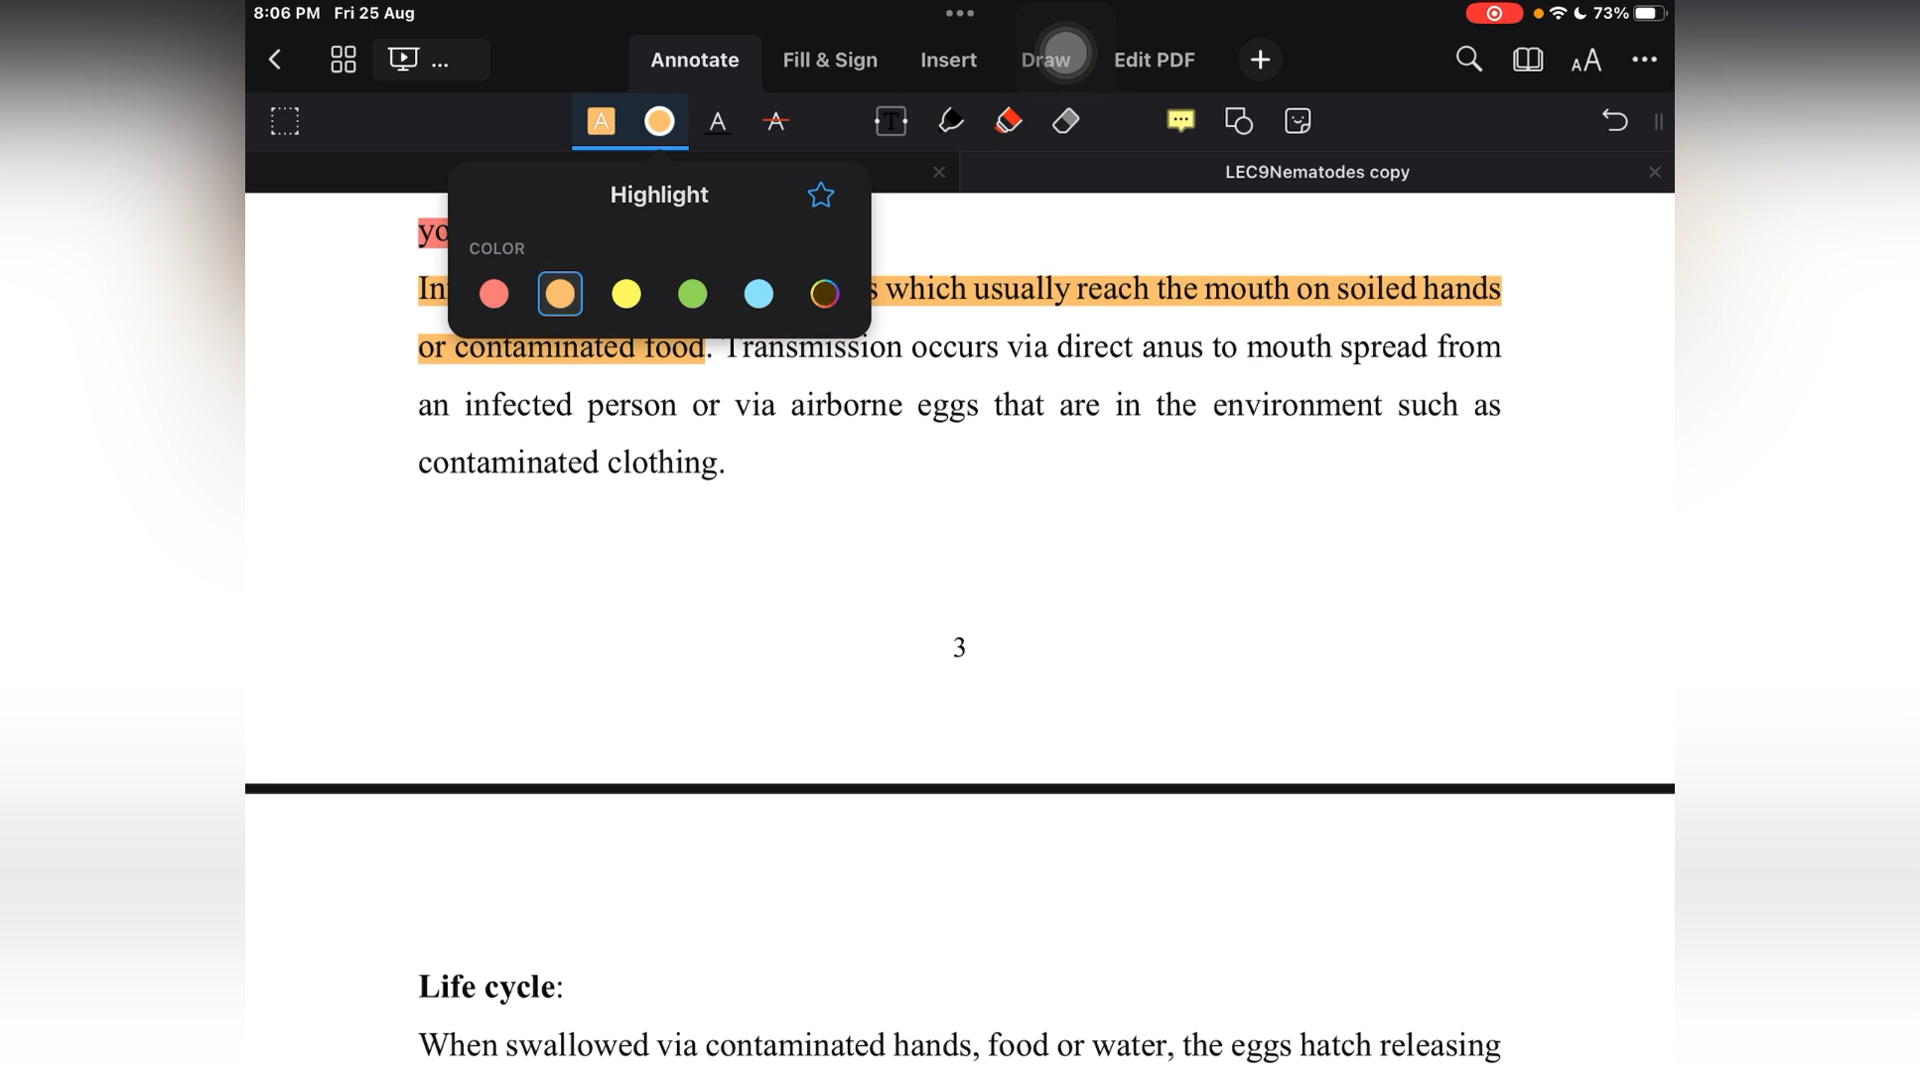 8:06 PM Fri 25 Aug
73%
Annotate Fill & Sign Insert Draw Edit PDF
LEC9Nematodes copy
Highlight
COLOR
which usually reach the mouth on soiled hands
or contaminated food. Transmission occurs via direct anus to mouth spread from
an infected person or via airborne eggs that are in the environment such as
contaminated clothing.
3
Life cycle:
When swallowed via contaminated hands, food or water, the eggs hatch releasing